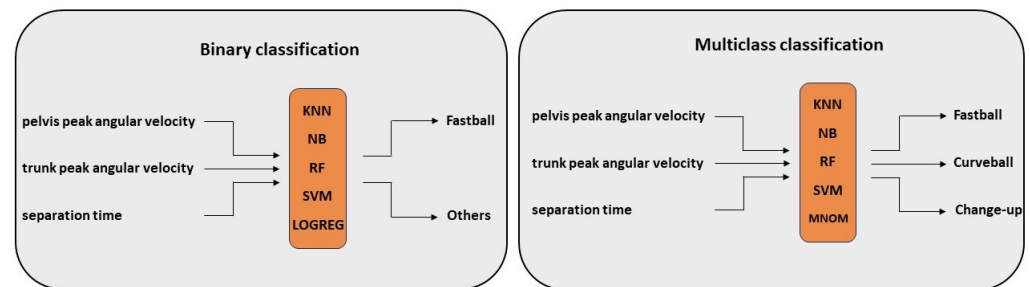 Binary classification
pelvis peak angular velocity
trunk peak angular velocity
separation time
KNN
NB
RF
SVM
LOGREG
Fastball
Others
Multiclass classification
pelvis peak angular velocity
trunk peak angular velocity
separation time
KNN
NB
RF
SVM
MNOM
Fastball
Curveball
Change-up